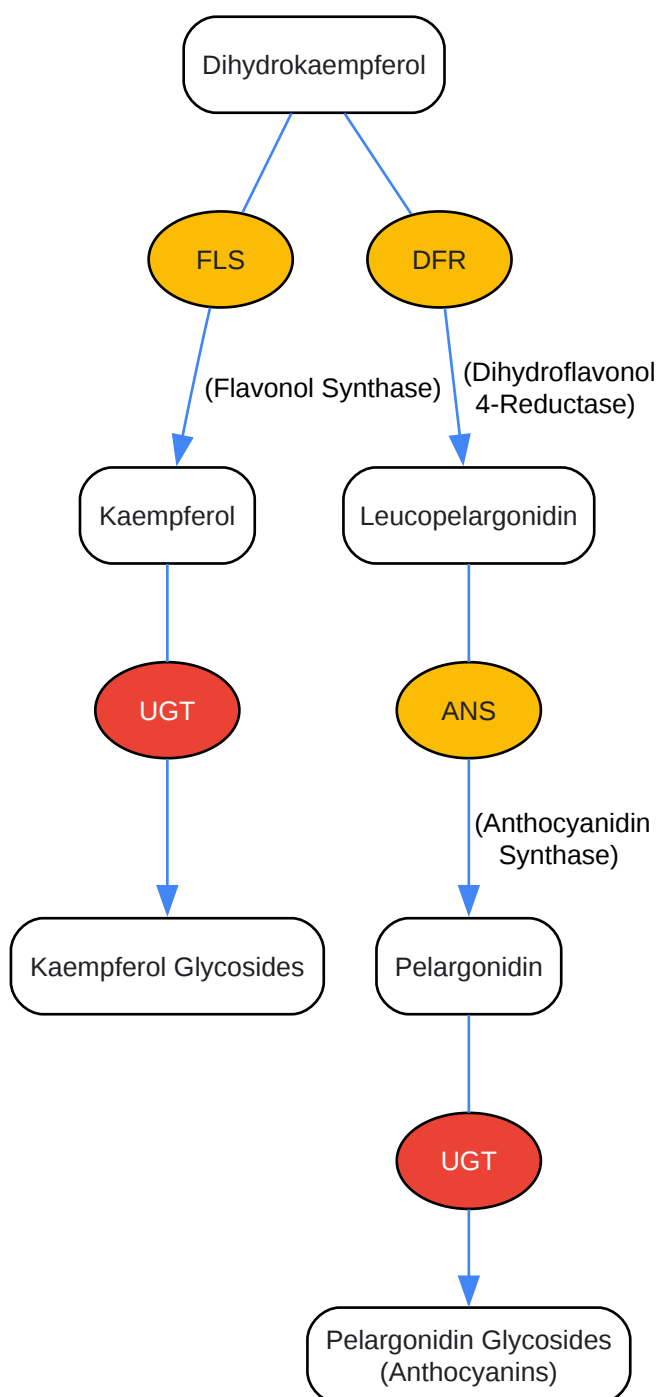 Dihydrokaempferol
FLS
DFR
(Flavonol Synthase)
(Dihydroflavonol
4-Reductase)
Kaempferol
Leucopelargonidin
UGT
ANS
(Anthocyanidin
Synthase)
Kaempferol Glycosides
Pelargonidin
UGT
Pelargonidin Glycosides
(Anthocyanins)